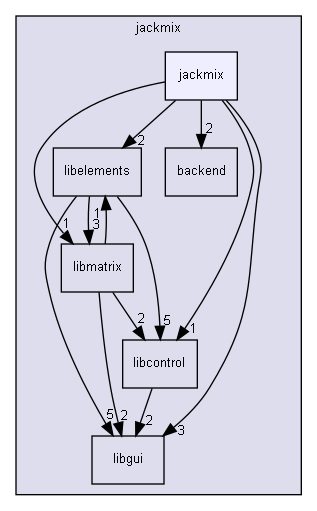 jackmix
jackmix
2
2
libelements
backend
1
1
3
libmatrix
2
5
1
libcontrol
5
2
2
3
libgui